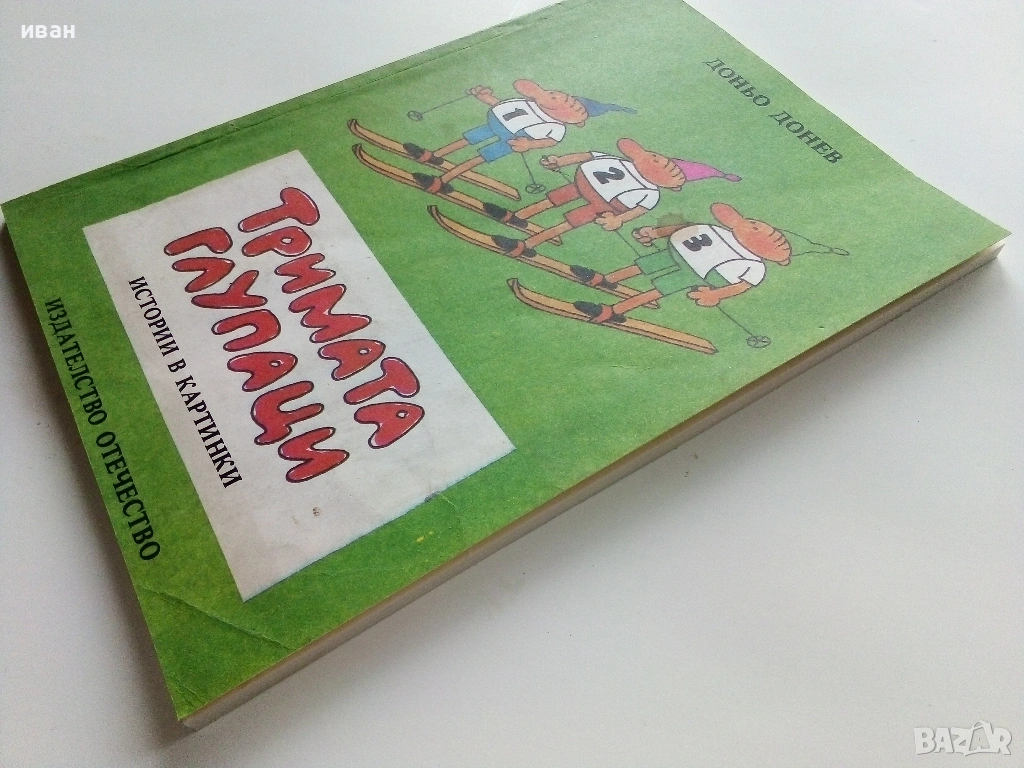 иван
ДОНЬО ДОНЕВ
1
2
3
ТРИМАТА
ГЛУПАЦИ
ИСТОРИИ В КАРТИНКИ
ИЗДАТЕЛСТВО ОТЕЧЕСТВО
BAZAR